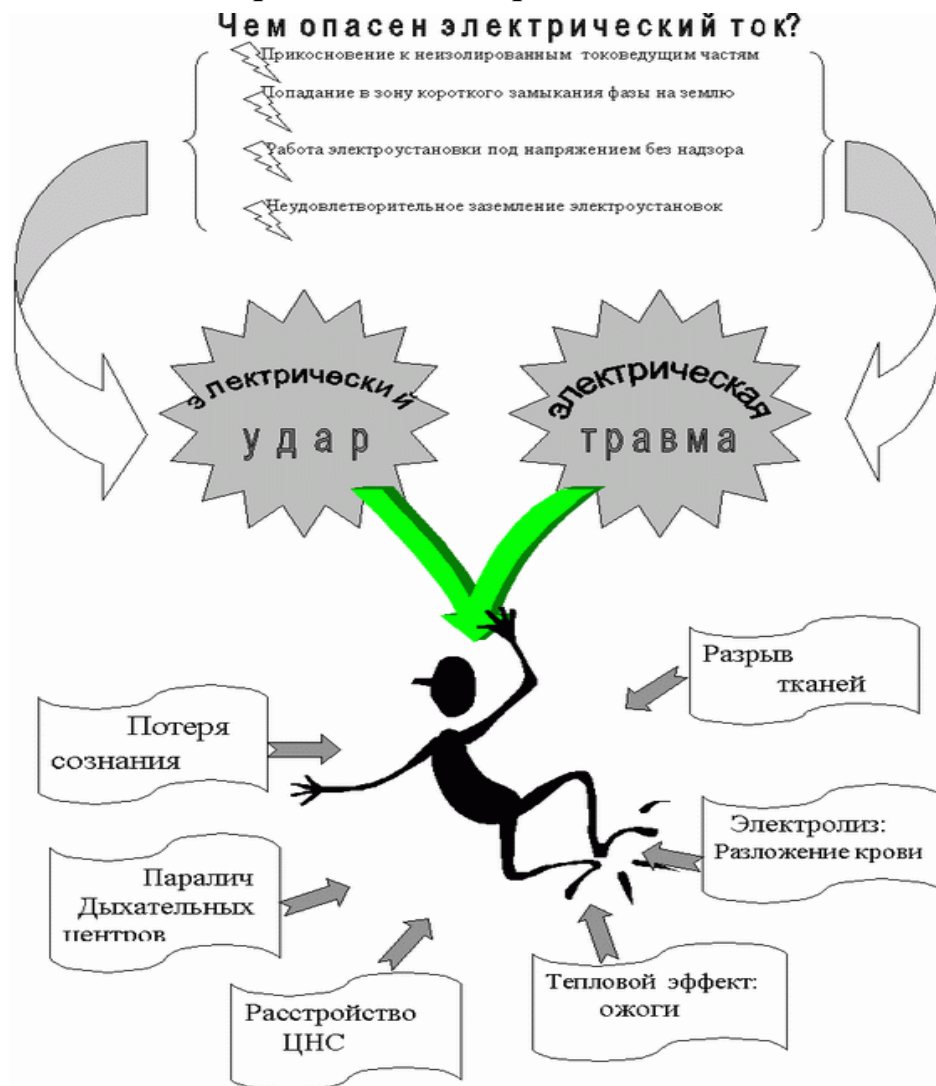 Чем опасен электрический ток?
Прикосновение к неизолированным токоведущим частям
Попадание в зону короткого замыкания фазы на землю
Работа электроустановки под напряжением без надзора
Неудовлетворительное заземление электроустановок
электрический
удар
электрическая
травма
Разрыв
тканей
Потеря
сознания
Электролиз:
Разложение крови
Паралич
Дыхательных
центров
Тепловой эффект:
ожоги
Расстройство
ЦНС